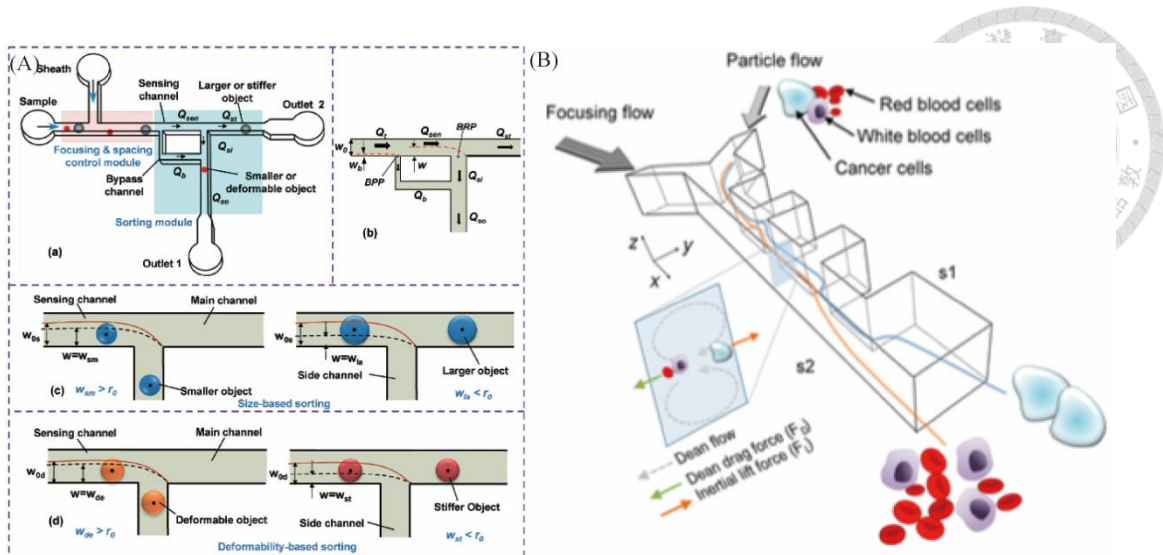 (A)
Sheath
Sample
Sensing
channel
Larger or stiffer
object
Outlet 2
Q_sen
Q_st
Q_sl
Focusing & spacing
control module
Bypass
channel
Q_b
Smaller or
deformable object
Q_so
Sorting module
(a)
Outlet 1
Q_t
Q_sen
BRP
Q_st
w_0
w_b
w
BPP
Q_sl
Q_b
Q_so
(b)
Sensing channel
Main channel
w_0s
w=w_sm
Smaller object
(c)
w_sm > r_0
w_0s
w=w_la
Side channel
Larger object
w_la < r_0
Size-based sorting
Sensing channel
Main channel
w_0d
w=w_de
Deformable object
(d)
w_de > r_0
w_0d
w=w_st
Side channel
Stiffer Object
w_st < r_0
Deformability-based sorting
(B)
Particle flow
Focusing flow
Red blood cells
White blood cells
Cancer cells
z
y
x
s1
s2
Dean flow
Dean drag force (F_D)
Inertial lift force (F_L)
臺
國
品